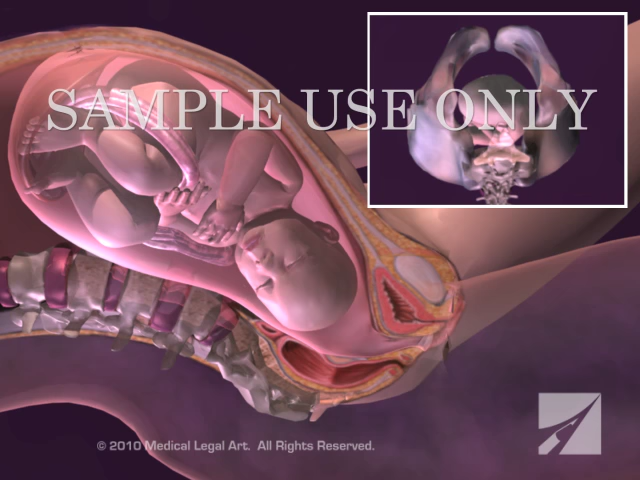 SAMPLE USE ONLY
© 2010 Medical Legal Art. All Rights Reserved.